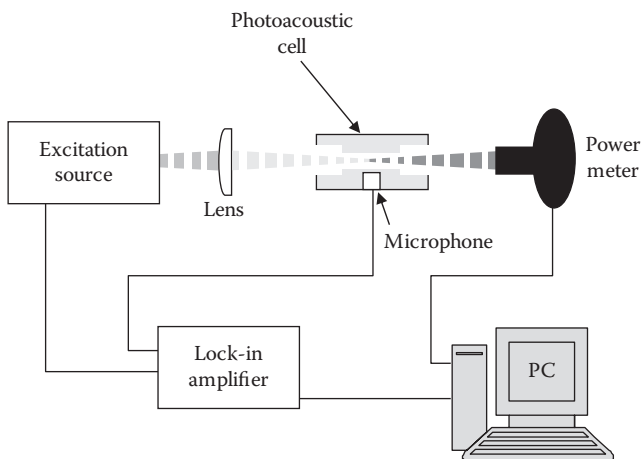 Photoacoustic
cell
Excitation
source
Lens
Microphone
Power
meter
Lock-in
amplifier
PC